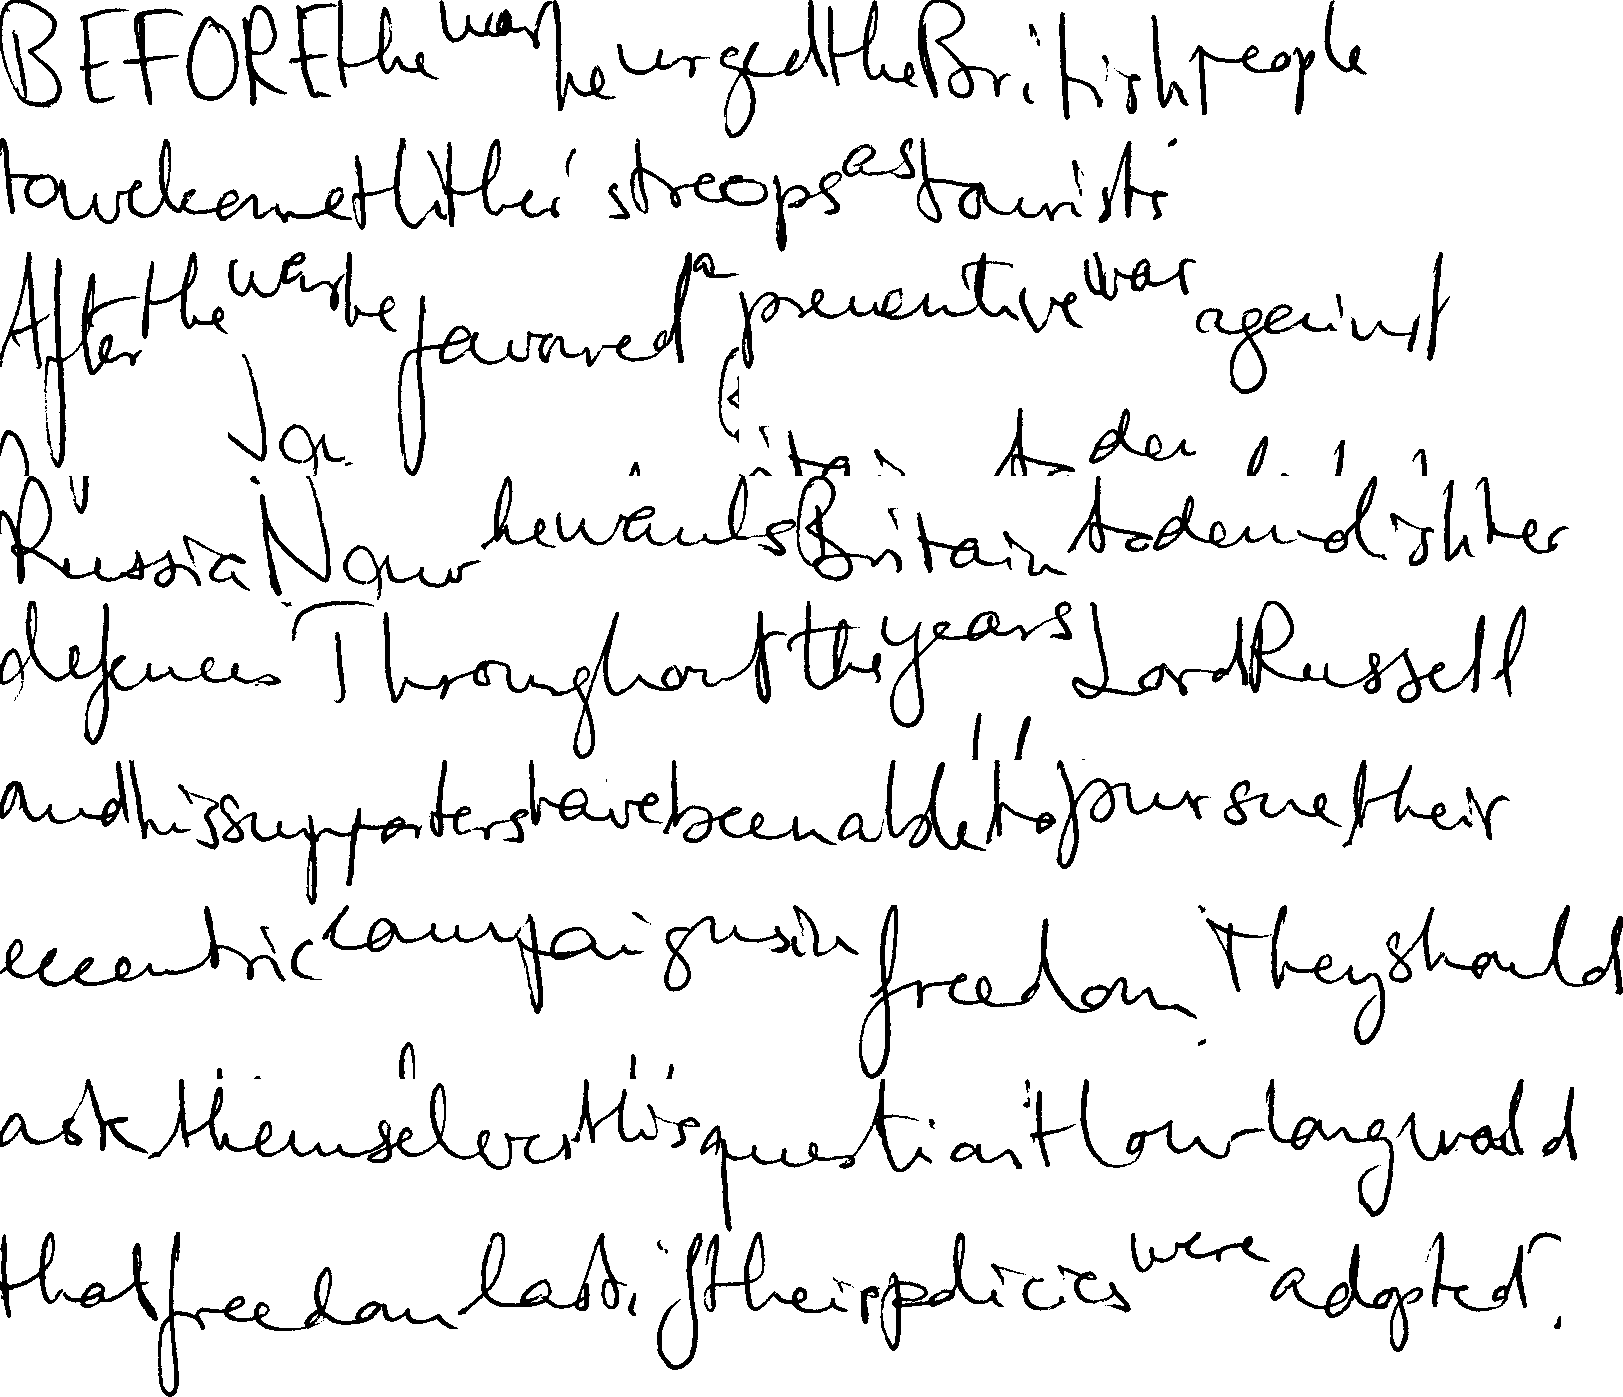 BEFORE the war he urged the British people
to welcome Hitler's troops as tourists
After the war he favoured a preventive war against
Russia Now he wants Britain to demolish her
defences Throughout the years Lord Russell
and his supporters have been able to pursue their
eccentric campaigns in freedom. They should
ask themselves this question: How long would
that freedom last, if their policies were adopted.